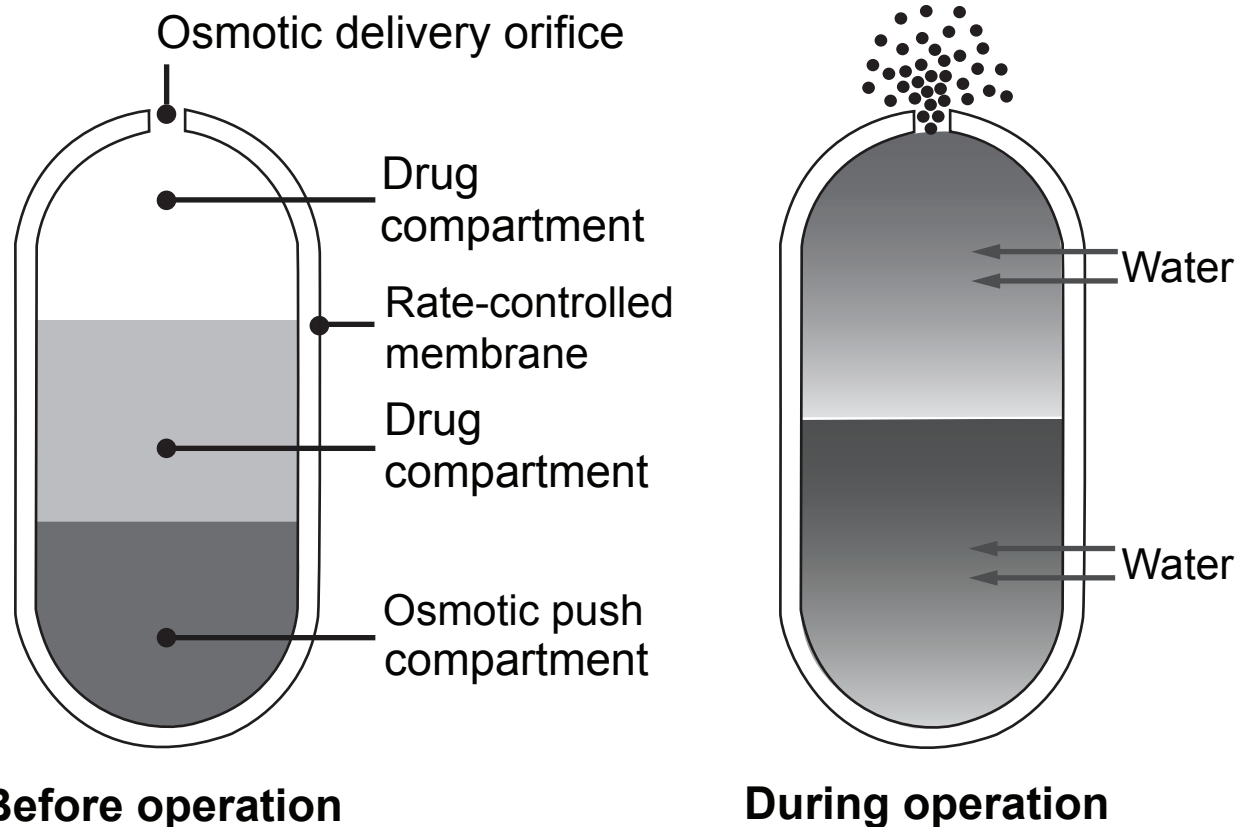 Osmotic delivery orifice
Drug
compartment
Rate-controlled
membrane
Drug
compartment
Osmotic push
compartment
Before operation
Water
Water
During operation